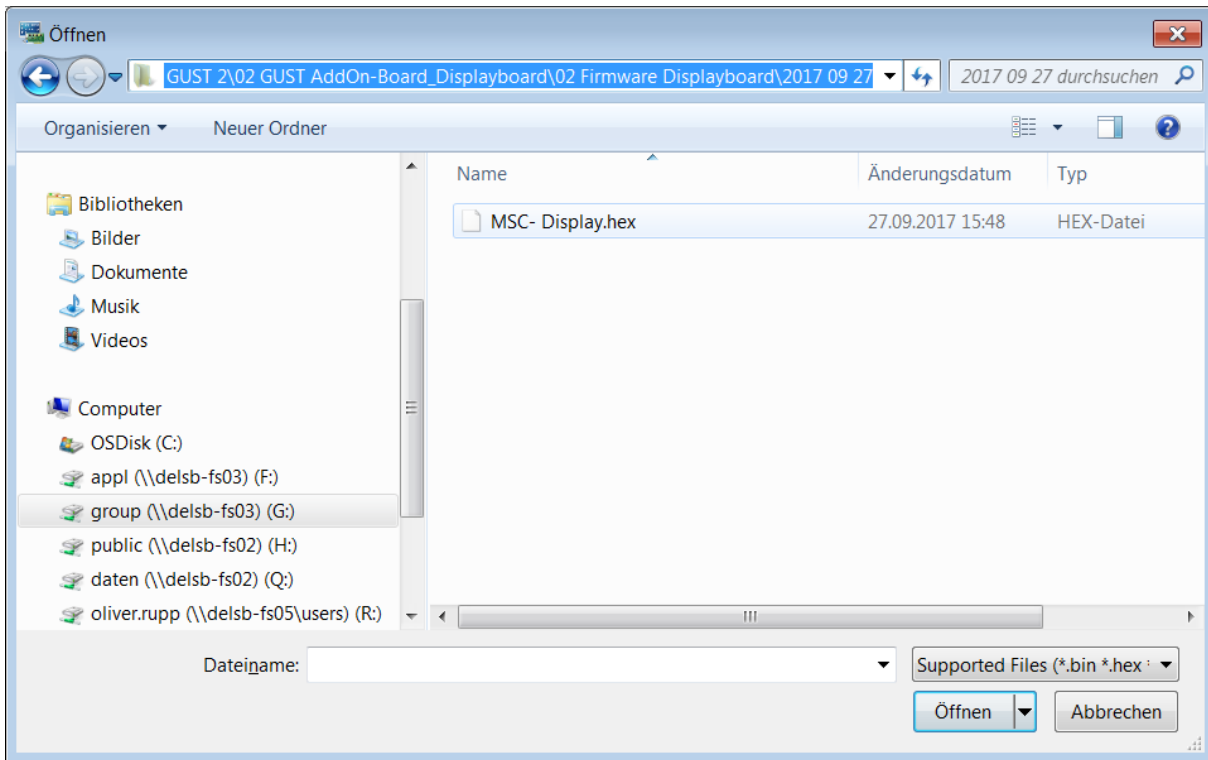 Öffnen
GUST 2\02 GUST AddOn-Board_Displayboard\02 Firmware Displayboard\2017 09 27
2017 09 27 durchsuchen
Organisieren
Neuer Ordner
Name
Änderungsdatum
Typ
Bibliotheken
Bilder
Dokumente
Musik
Videos
Computer
OSDisk (C:)
appl (\\delsb-fs03) (F:)
group (\\delsb-fs03) (G:)
public (\\delsb-fs02) (H:)
daten (\\delsb-fs02) (Q:)
oliver.rupp (\\delsb-fs05\users) (R:)
MSC- Display.hex
27.09.2017 15:48
HEX-Datei
Dateiname:
Supported Files (*.bin *.hex
Öffnen
Abbrechen